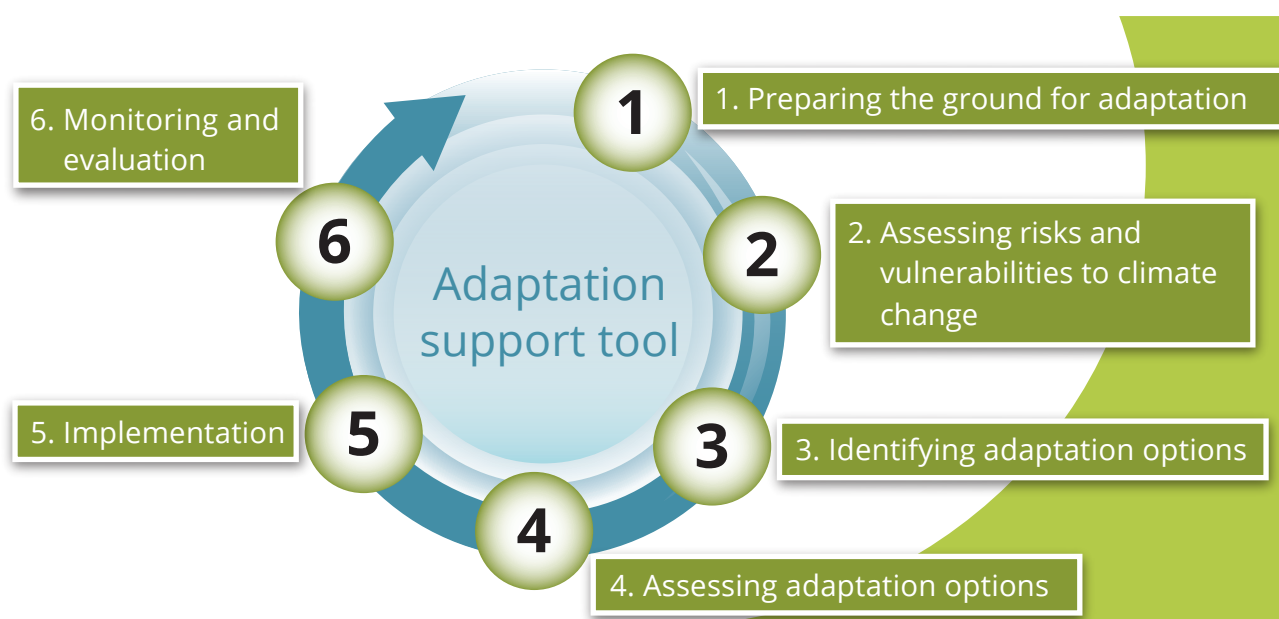 Adaptation
support tool
1
1. Preparing the ground for adaptation
2
2. Assessing risks and
vulnerabilities to climate
change
3
3. Identifying adaptation options
4
4. Assessing adaptation options
5
5. Implementation
6
6. Monitoring and
evaluation